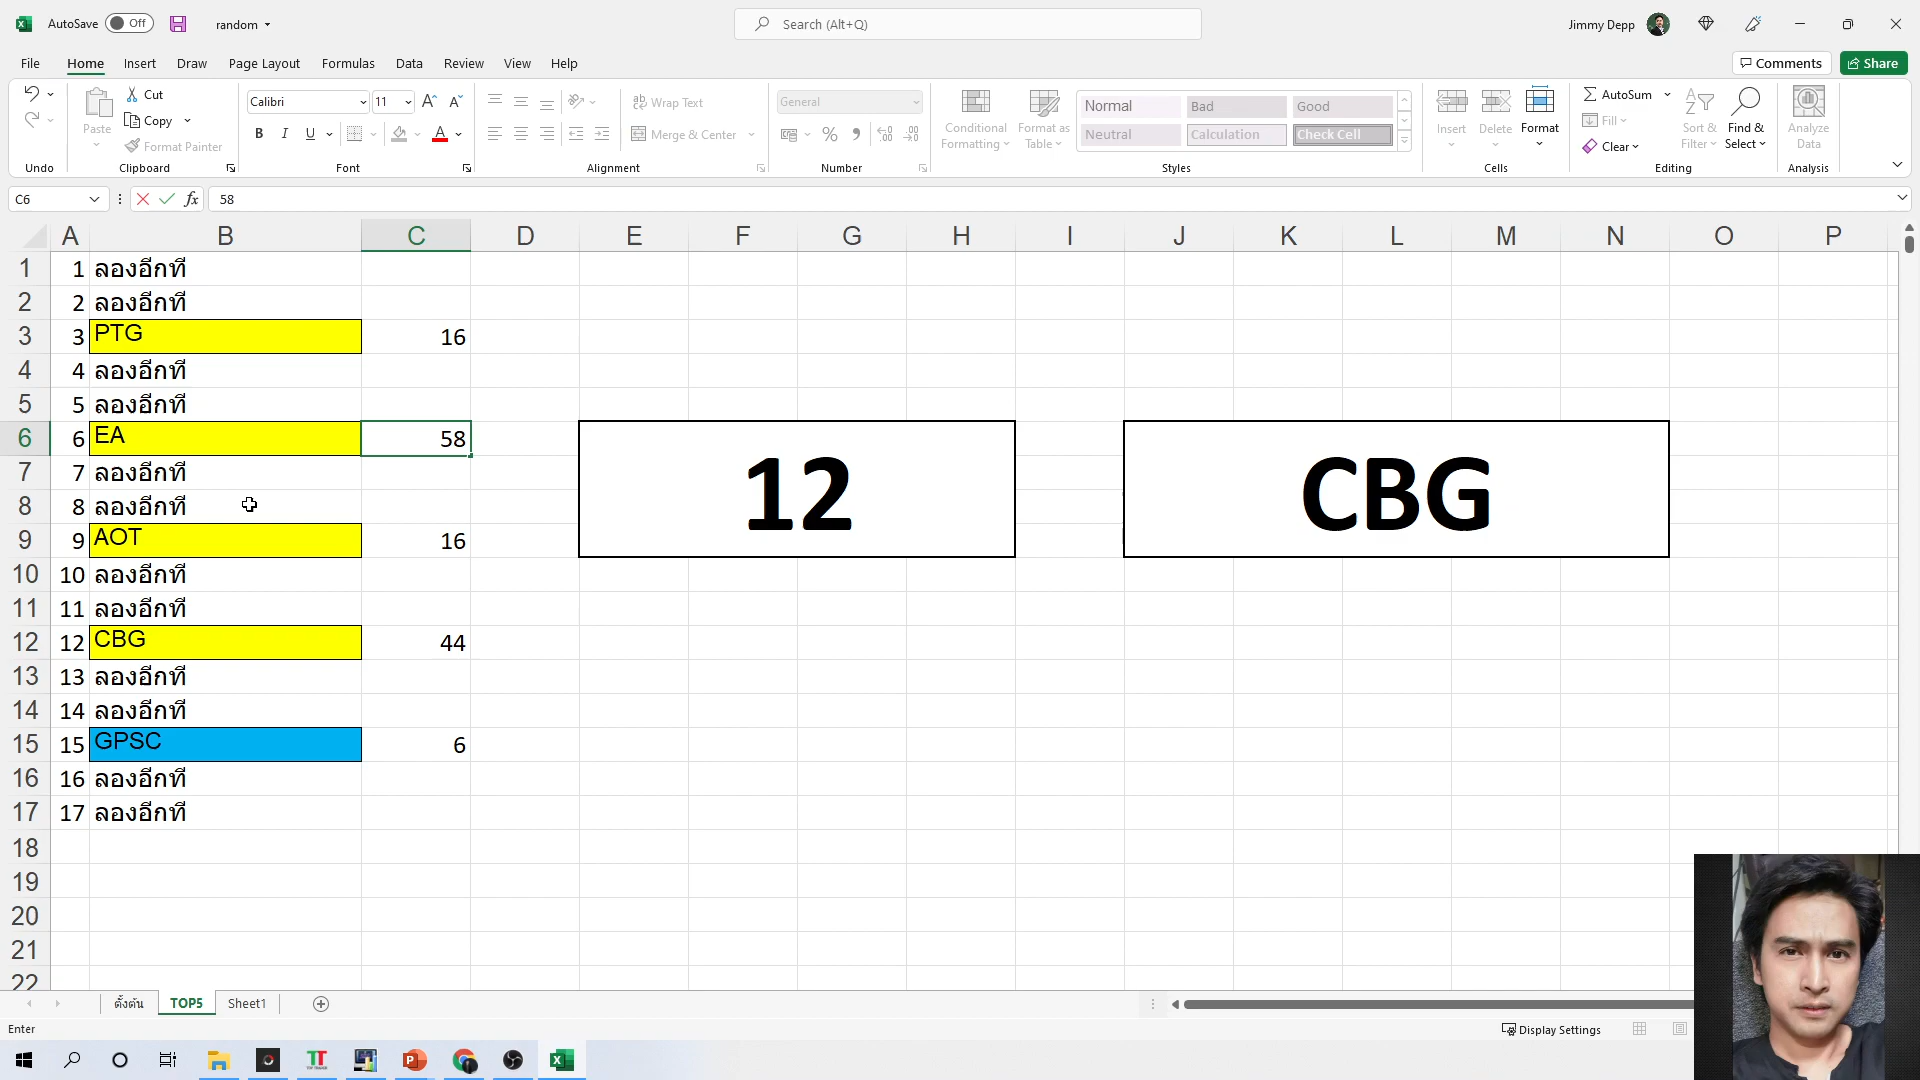 AutoSave Off random Search (Alt+Q) Jimmy Depp
File Home Insert Draw Page Layout Formulas Data Review View Help Comments Share
Cut Calibri 11 Wrap Text General Normal Bad Good AutoSum
Copy Fill
Paste Merge & Center Conditional Formatting Format as Table Neutral Calculation Check Cell Insert Delete Format Sort & Filter Find & Select Analyze Data
Format Painter B I U Clear
Undo Clipboard Font Alignment Number Styles Cells Editing Analysis
C6 fx 58
A B C D E F G H I J K L M N O P
1 1 ลองอีกที
2 2 ลองอีกที
3 3 PTG 16
4 4 ลองอีกที
5 5 ลองอีกที
6 6 EA 58
7 7 ลองอีกที
12 CBG
8 8 ลองอีกที
9 9 AOT 16
10 10 ลองอีกที
11 11 ลองอีกที
12 12 CBG 44
13 13 ลองอีกที
14 14 ลองอีกที
15 15 GPSC 6
16 16 ลองอีกที
17 17 ลองอีกที
18
19
20
21
22
ตั้งต้น TOP5 Sheet1
Enter Display Settings